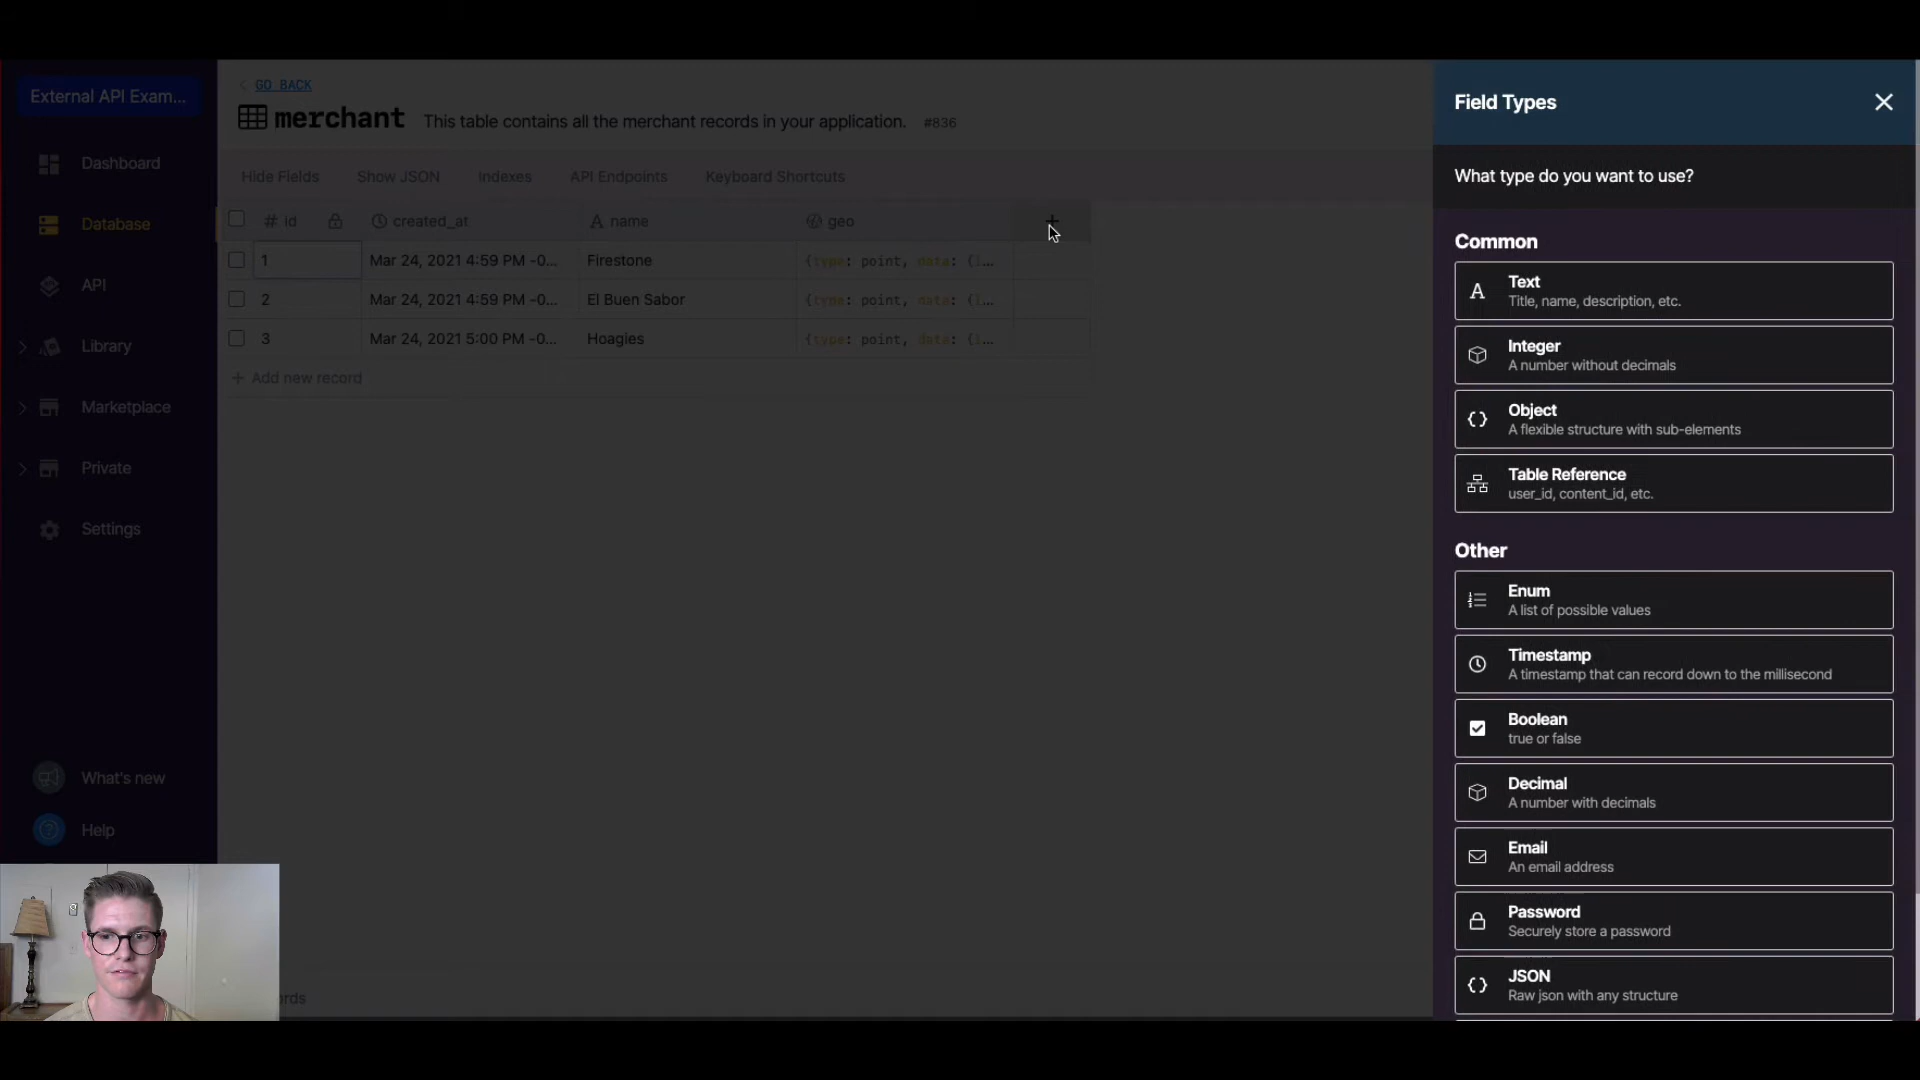 External API Exam...
Dashboard
Database
API
Library
Marketplace
Private
Settings
What's new
Help
GO BACK
merchant This table contains all the merchant records in your application. #836
Hide Fields Show JSON Indexes API Endpoints Keyboard Shortcuts
# id created_at A name geo +
1 Mar 24, 2021 4:59 PM -0... Firestone {type: point, data: {l...
2 Mar 24, 2021 4:59 PM -0... El Buen Sabor {type: point, data: {l...
3 Mar 24, 2021 5:00 PM -0... Hoagies {type: point, data: {l...
+ Add new record
Field Types
What type do you want to use?
Common
Text
Title, name, description, etc.
Integer
A number without decimals
Object
A flexible structure with sub-elements
Table Reference
user_id, content_id, etc.
Other
Enum
A list of possible values
Timestamp
A timestamp that can record down to the millisecond
Boolean
true or false
Decimal
A number with decimals
Email
An email address
Password
Securely store a password
JSON
Raw json with any structure